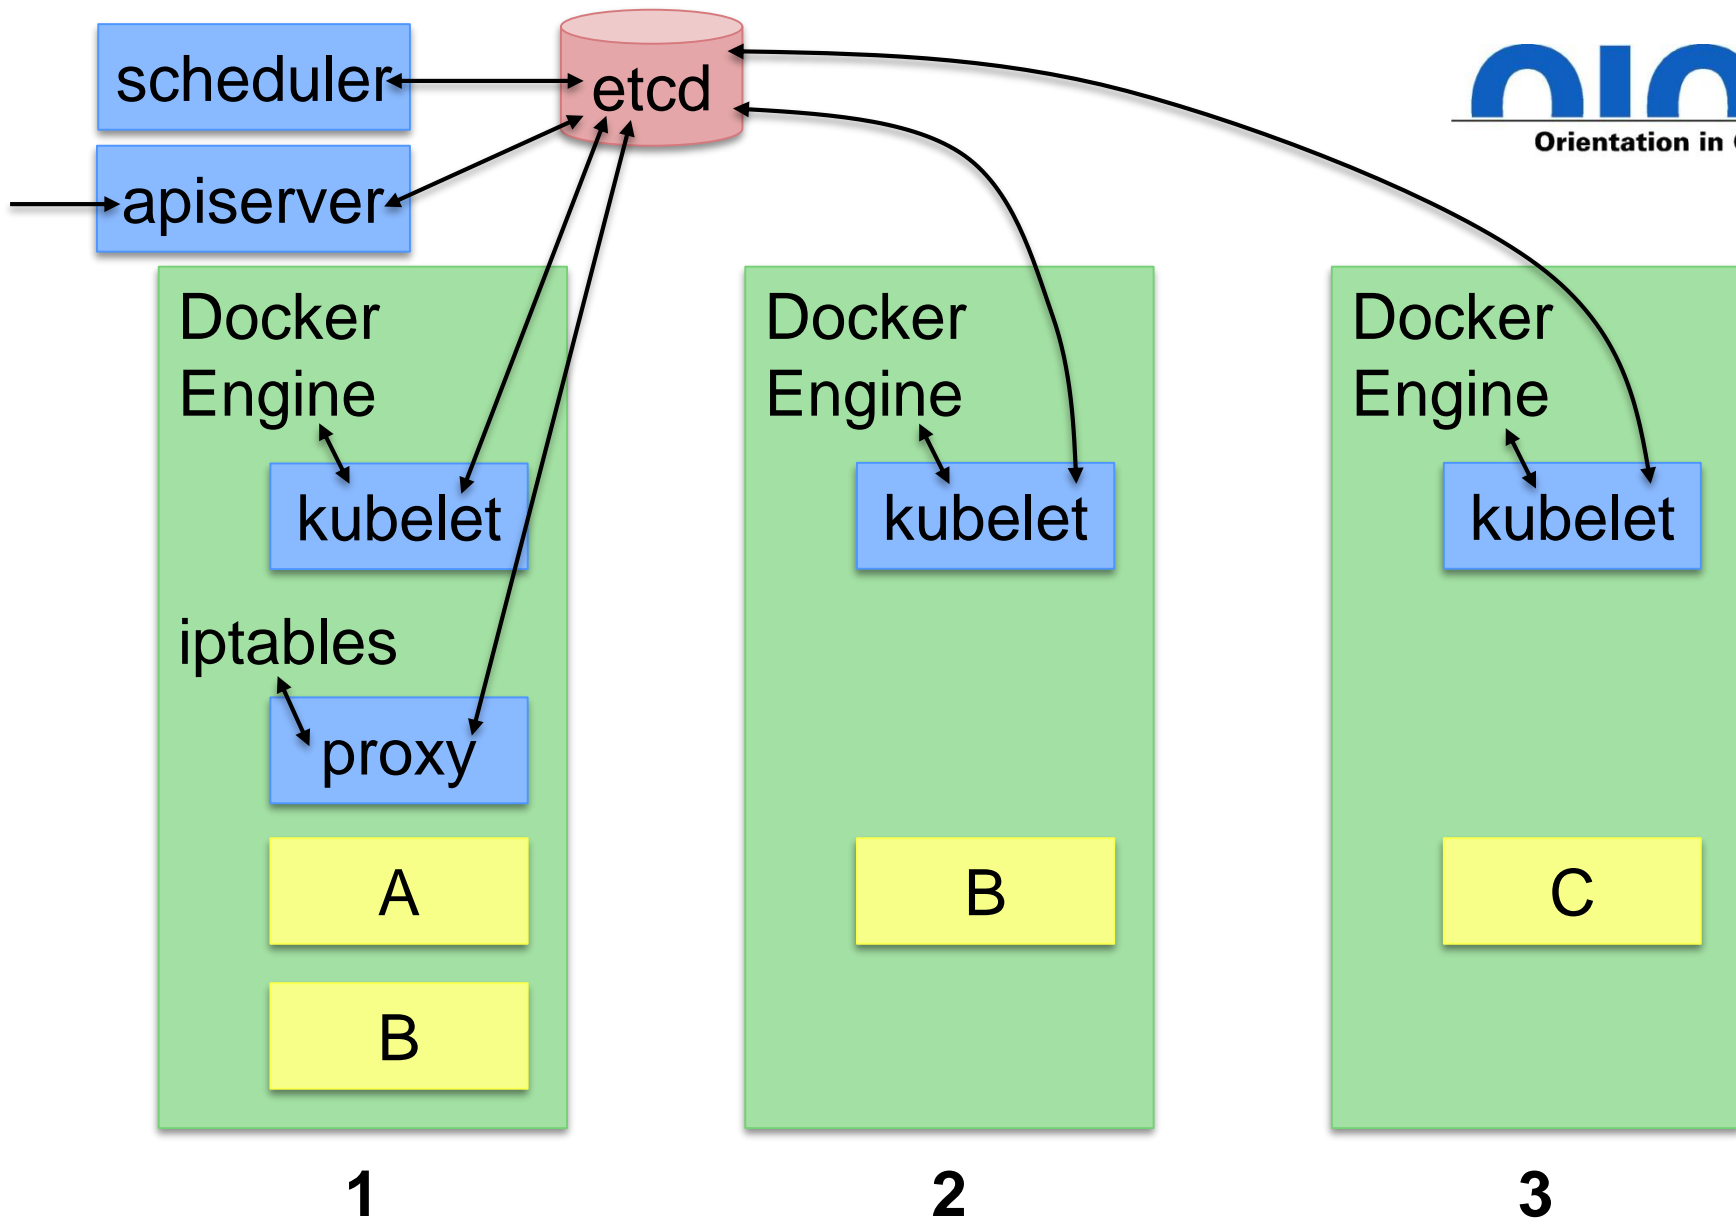 scheduler
etcd
apiserver
Orientation in
Docker
Engine
kubelet
iptables
proxy
A
B
1
Docker
Engine
kubelet
B
2
Docker
Engine
kubelet
C
3